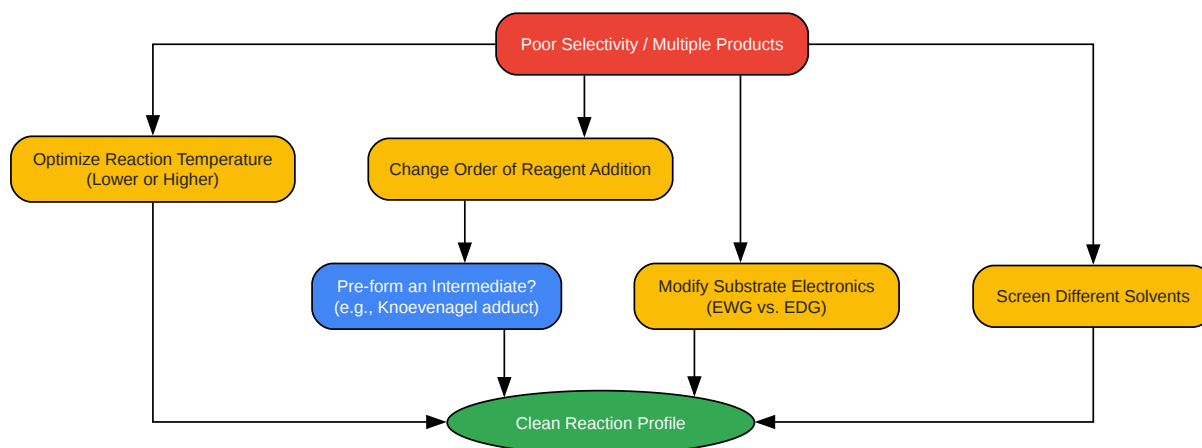 Poor Selectivity / Multiple Products
Optimize Reaction Temperature
(Lower or Higher)
Change Order of Reagent Addition
Pre-form an Intermediate?
(e.g., Knoevenagel adduct)
Modify Substrate Electronics
(EWG vs. EDG)
Screen Different Solvents
Clean Reaction Profile